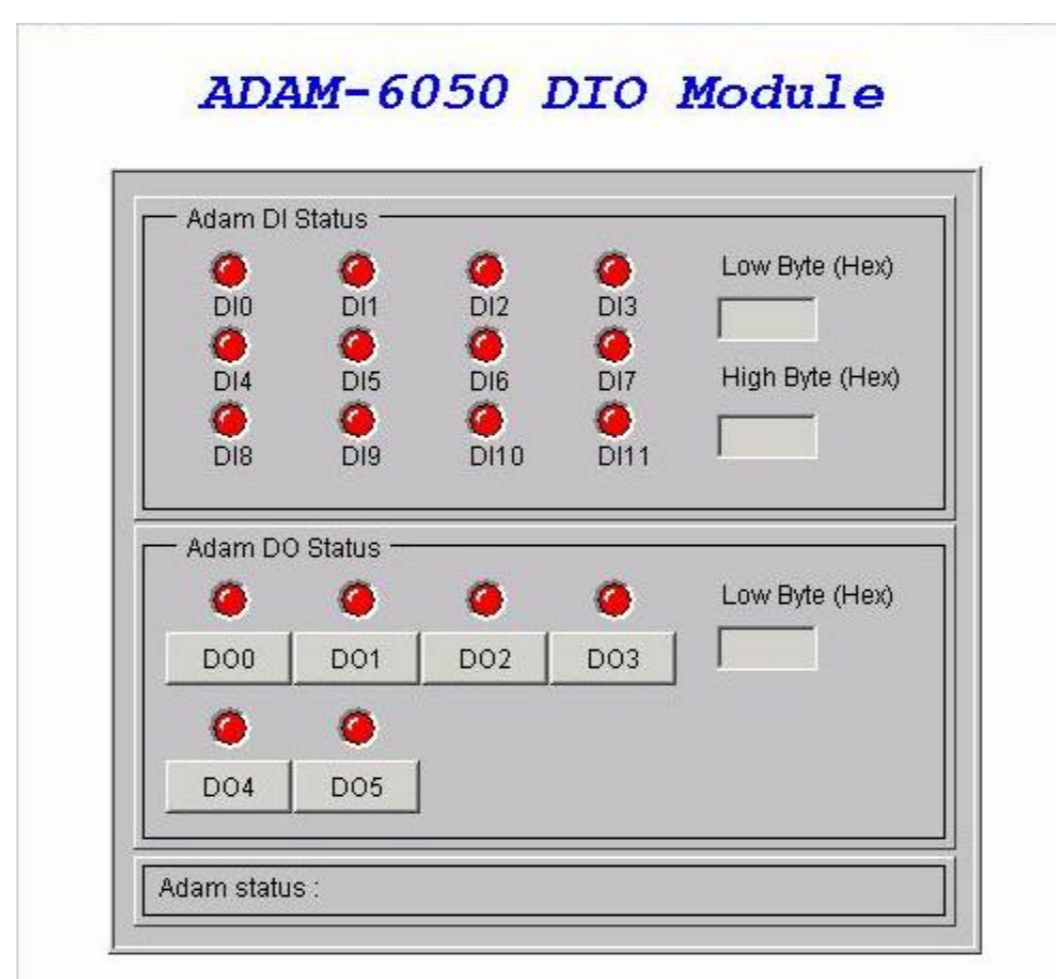 ADAM-6050 DIO Module
Adam DI Status
Low Byte (Hex)
DI0 DI1 DI2 DI3
DI4 DI5 DI6 DI7
High Byte (Hex)
DI8 DI9 DI10 DI11
Adam DO Status
Low Byte (Hex)
DO0 DO1 DO2 DO3
DO4 DO5
Adam status :